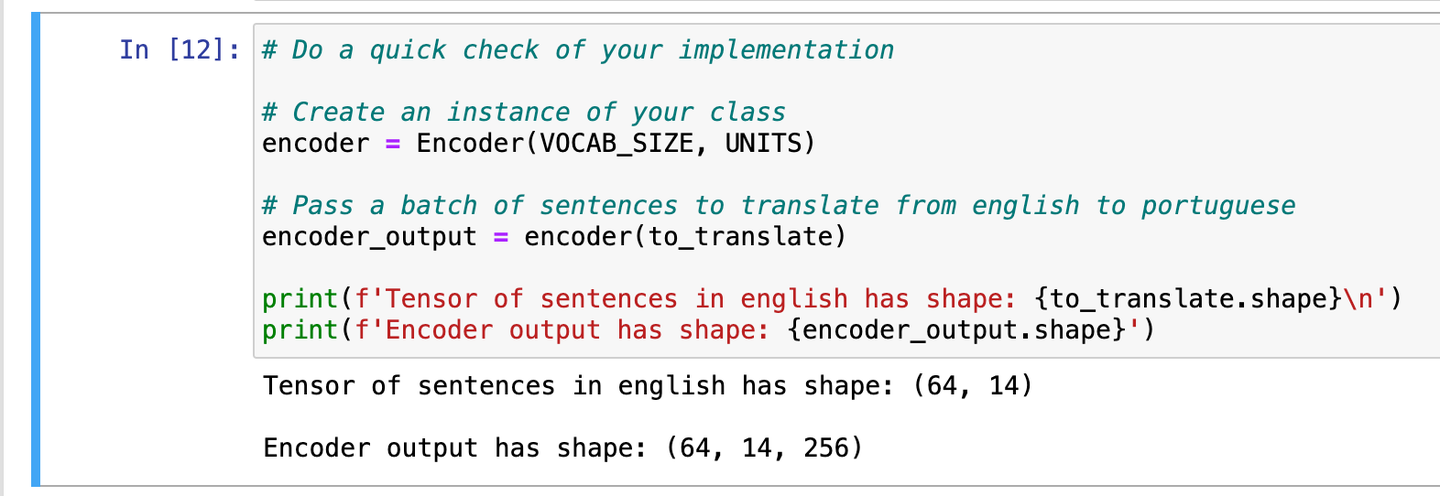 In [12]: # Do a quick check of your implementation
# Create an instance of your class
encoder = Encoder(VOCAB_SIZE, UNITS)
# Pass a batch of sentences to translate from english to portuguese
encoder_output = encoder(to_translate)
print(f'Tensor of sentences in english has shape: {to_translate.shape}\n')
print(f'Encoder output has shape: {encoder_output.shape}')
Tensor of sentences in english has shape: (64, 14)
Encoder output has shape: (64, 14, 256)